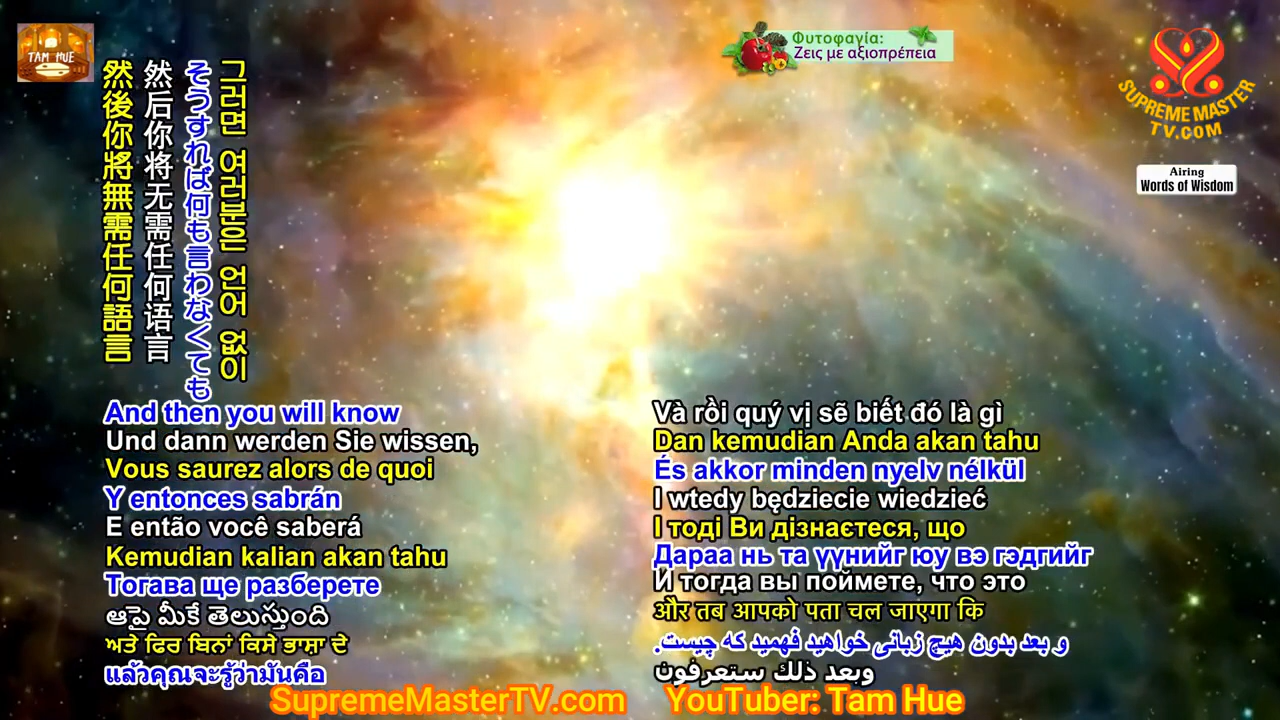 TAM HUE
Φυτοφαγία:
Ζεις με αξιοπρέπεια
SUPREME MASTER
TV.COM
Airing
Words of Wisdom
그러면 여러분은 언어 없이
そうすれば何も言わなくても
然后你将无需任何语言
然後你將無需任何語言
And then you will know
Und dann werden Sie wissen,
Vous saurez alors de quoi
Y entonces sabrán
E então você saberá
Kemudian kalian akan tahu
Тогава ще разберете
ఆపై మీకే తెలుస్తుంది
ਅਤੇ ਫਿਰ ਬਿਨਾਂ ਕਿਸੇ ਭਾਸ਼ਾ ਦੇ
แล้วคุณจะรู้ว่ามันคือ
Và rồi quý vị sẽ biết đó là gì
Dan kemudian Anda akan tahu
És akkor minden nyelv nélkül
I wtedy będziecie wiedzieć
І тоді Ви дізнаєтеся, що
Дараа нь та үүнийг юу вэ гэдгийг
И тогда вы поймете, что это
और तब आपको पता चल जाएगा कि
و بعد بدون هیچ زبانی خواهید فهمید که چیست.
وبعد ذلك ستعرفون
SupremeMasterTV.com
YouTuber: Tam Hue